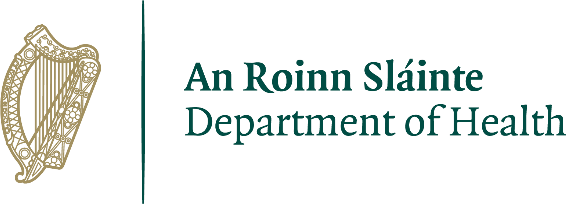 An Roinn Sláinte
Department of Health